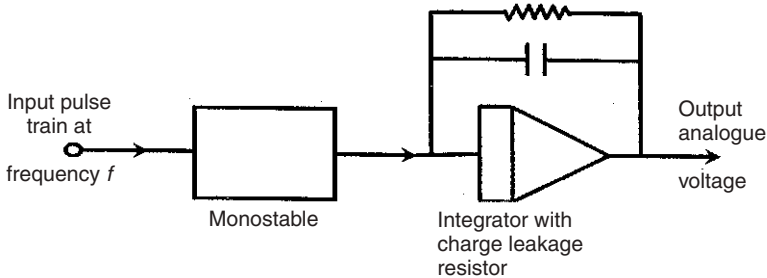 Input pulse
train at
frequency f
Monostable
Integrator with
charge leakage
resistor
Output
analogue
voltage